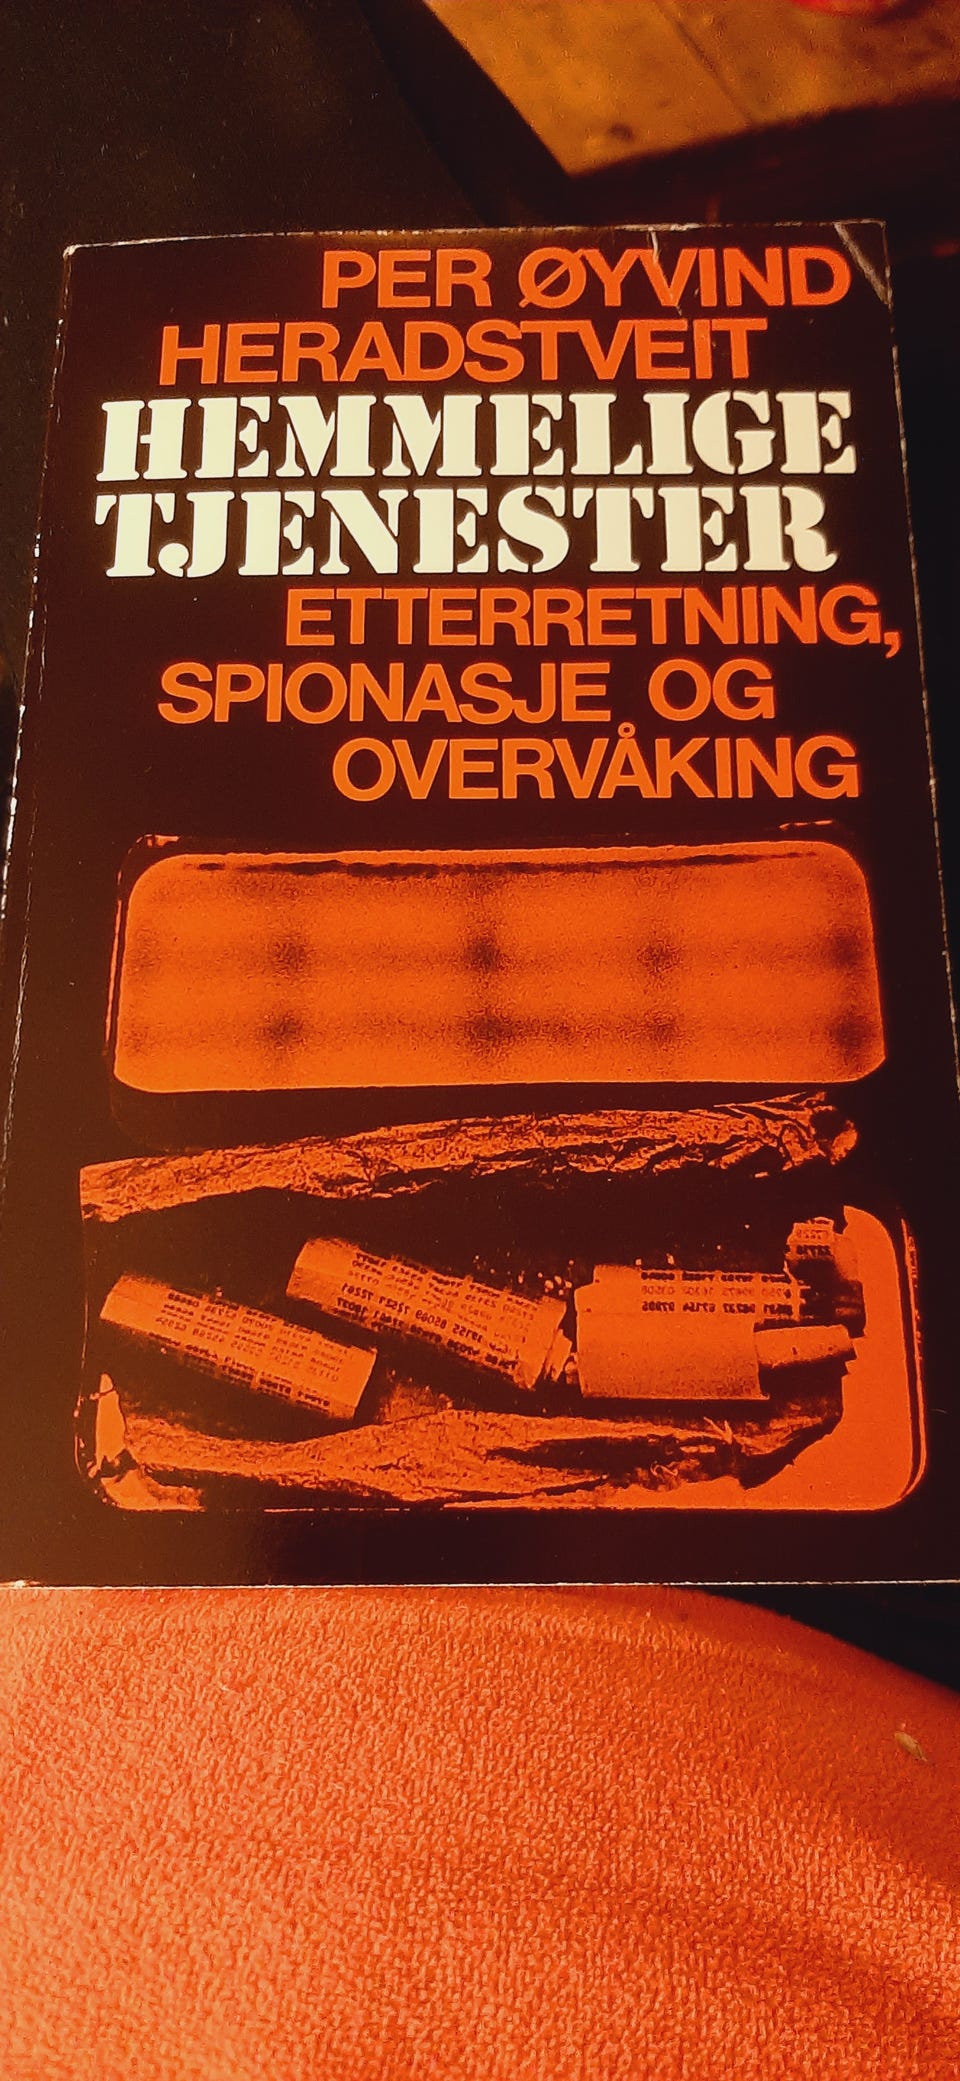 PER ØYVIND
HERADSTVEIT
HEMMELIGE
TJENESTER
ETTERRETNING,
SPIONASJE OG
OVERVÅKING